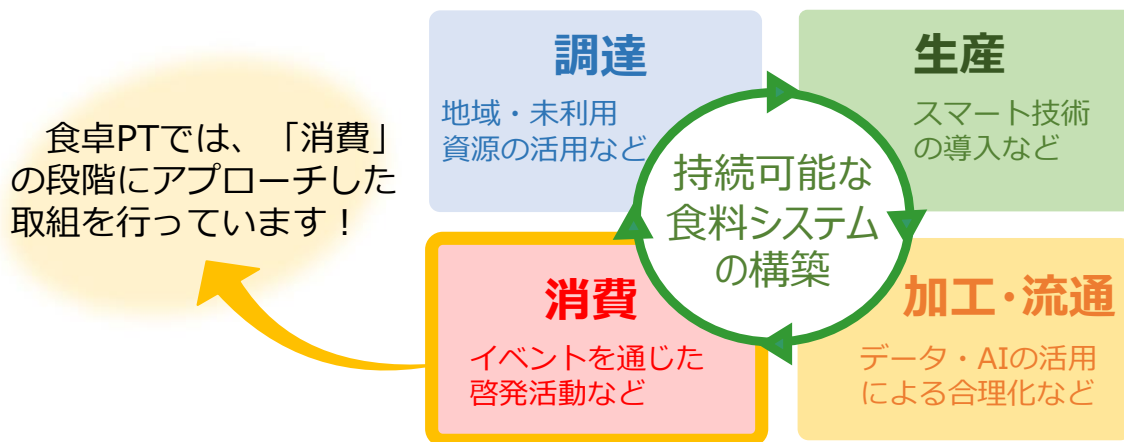 食卓PTでは、「消費」
の段階にアプローチした
取組を行っています！
調達
地域・未利用
資源の活用など
生産
スマート技術
の導入など
持続可能な
食料システム
の構築
消費
イベントを通じた
啓発活動など
加工・流通
データ・AIの活用
による合理化など